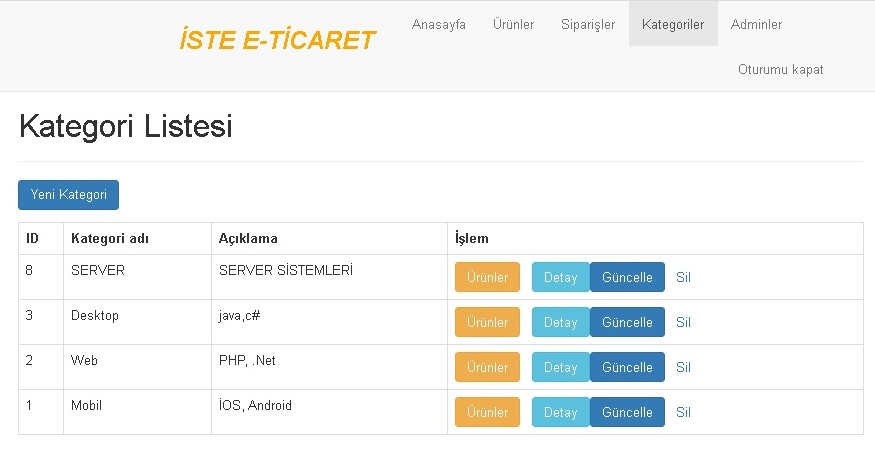 İSTE E-TİCARET
Anasayfa Ürünler Siparişler Kategoriler Adminler
Oturumu kapat
Kategori Listesi
Yeni Kategori
ID Kategori adı Açıklama İşlem
8 SERVER SERVER SİSTEMLERİ Ürünler Detay Güncelle Sil
3 Desktop java,c# Ürünler Detay Güncelle Sil
2 Web PHP, .Net Ürünler Detay Güncelle Sil
1 Mobil İOS, Android Ürünler Detay Güncelle Sil